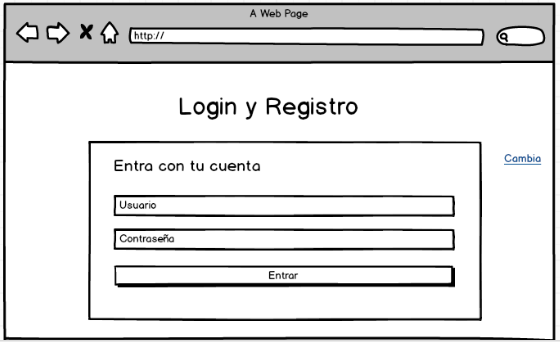 A Web Page
http://
Login y Registro
Entra con tu cuenta
Cambia
Usuario
Contraseña
Entrar